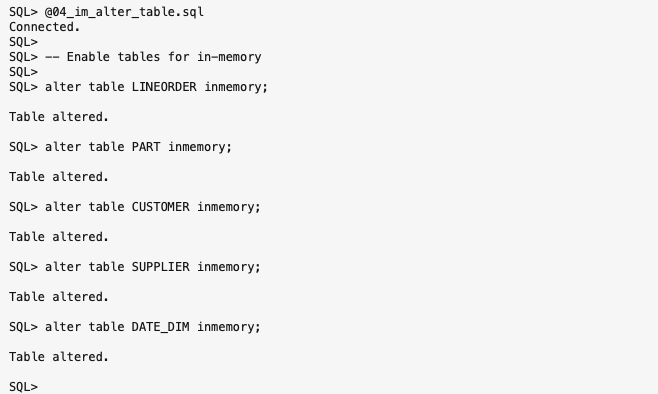 SQL> @04_im_alter_table.sql
Connected.
SQL>
SQL> -- Enable tables for in-memory
SQL>
SQL> alter table LINEORDER inmemory;
Table altered.
SQL> alter table PART inmemory;
Table altered.
SQL> alter table CUSTOMER inmemory;
Table altered.
SQL> alter table SUPPLIER inmemory;
Table altered.
SQL> alter table DATE_DIM inmemory;
Table altered.
SQL>